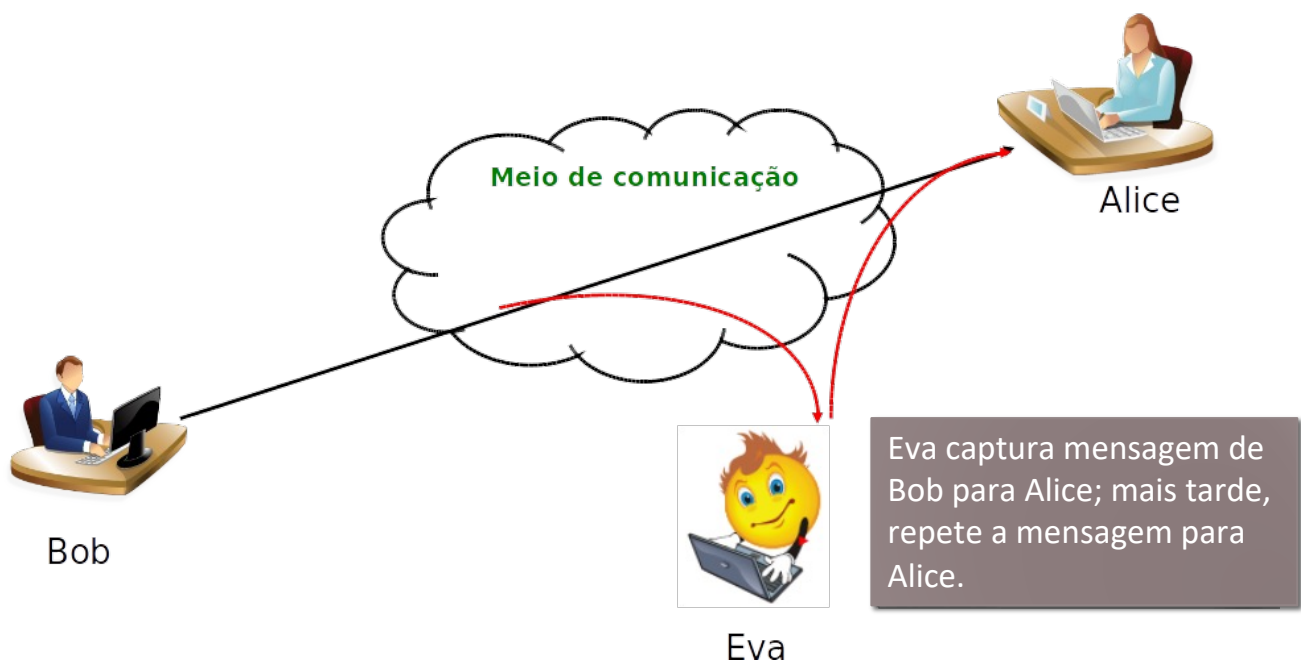 Meio de comunicação
Alice
Bob
Eva captura mensagem de
Bob para Alice; mais tarde,
repete a mensagem para
Alice.
Eva